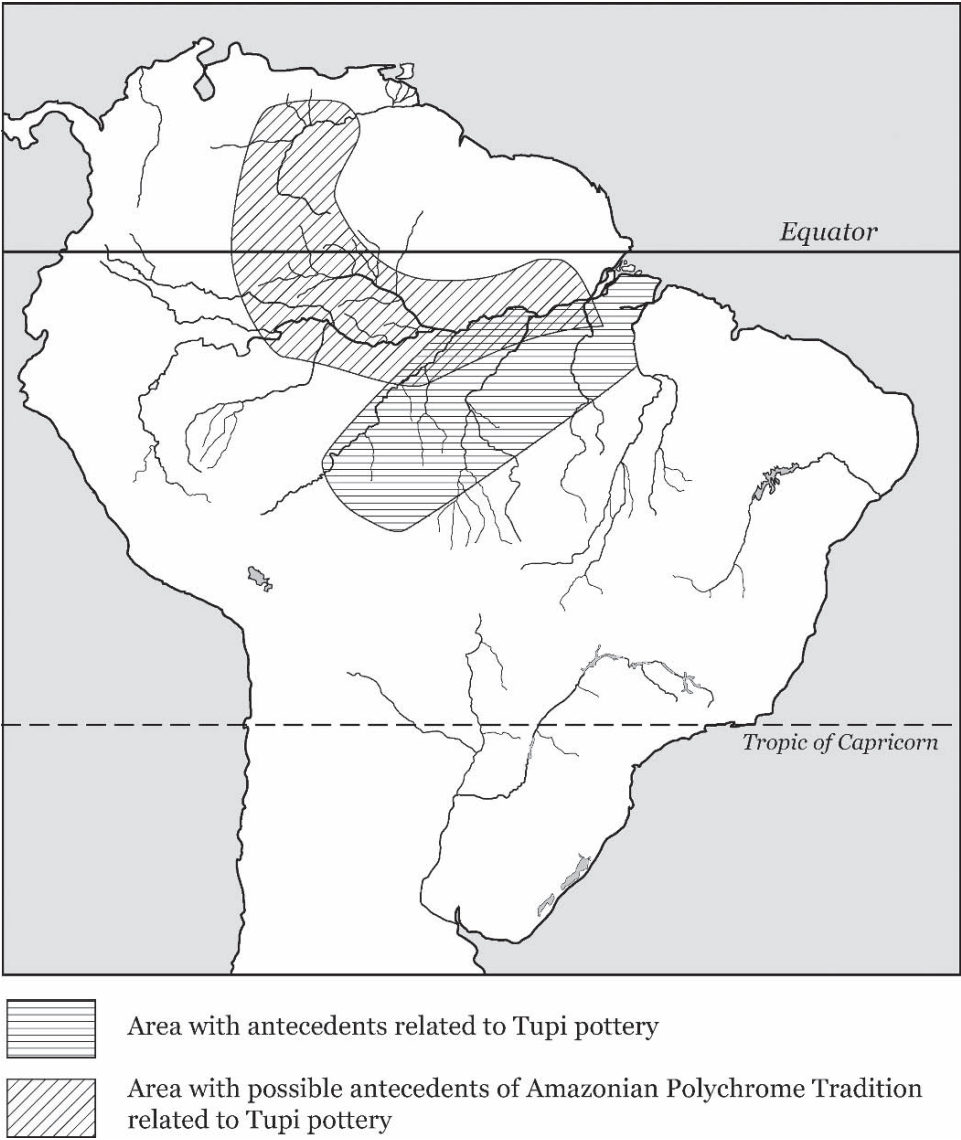 Equator
Tropic of Capricorn
Area with antecedents related to Tupi pottery
Area with possible antecedents of Amazonian Polychrome Tradition
related to Tupi pottery